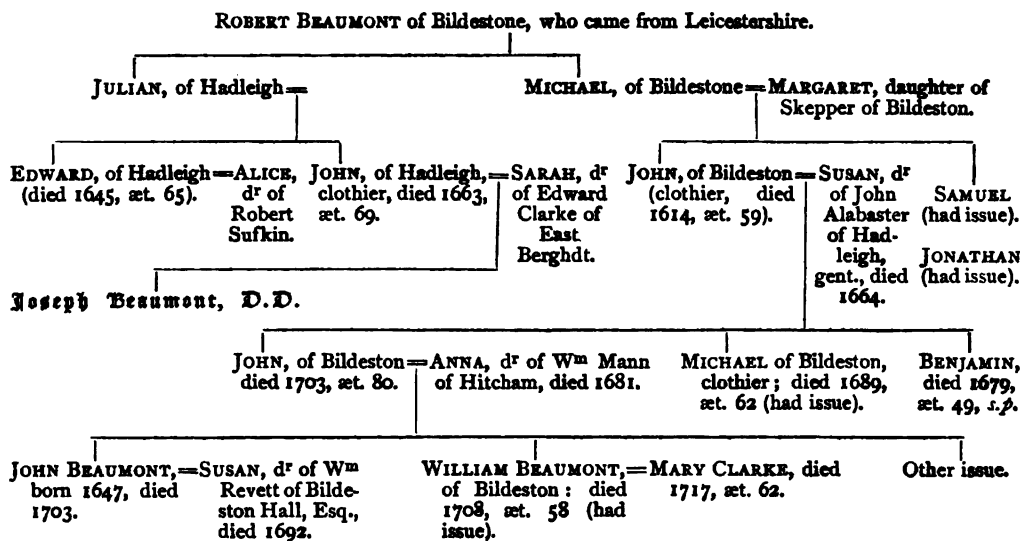 ROBERT BEAUMONT of Bildestone, who came from Leicestershire.
JULIAN, of Hadleigh=
MICHAEL, of Bildestone=MARGARET, daughter of
Skepper of Bildeston.
EDWARD, of Hadleigh=ALICE,
(died 1645, æt. 65). dr of
Robert
Sufkin.
JOHN, of Hadleigh,=SARAH, dr
clothier, died 1663, of Edward
æt. 69. Clarke of
East
Berghdt.
JOHN, of Bildeston=SUSAN, dr
(clothier, died of John
1614, æt. 59). Alabaster
of Had-
leigh,
gent., died
1664.
SAMUEL
(had issue).
JONATHAN
(had issue).
Joseph Beaumont, D.D.
JOHN, of Bildeston=ANNA, dr of Wm Mann
died 1703, æt. 80. of Hitcham, died 1681.
MICHAEL of Bildeston,
clothier; died 1689,
æt. 62 (had issue).
BENJAMIN,
died 1679,
æt. 49, s.p.
JOHN BEAUMONT,=SUSAN, dr of Wm
born 1647, died Revett of Bilde-
1703. ston Hall, Esq.,
died 1692.
WILLIAM BEAUMONT,=MARY CLARKE, died
of Bildeston: died 1717, æt. 62.
1708, æt. 58 (had
issue).
Other issue.